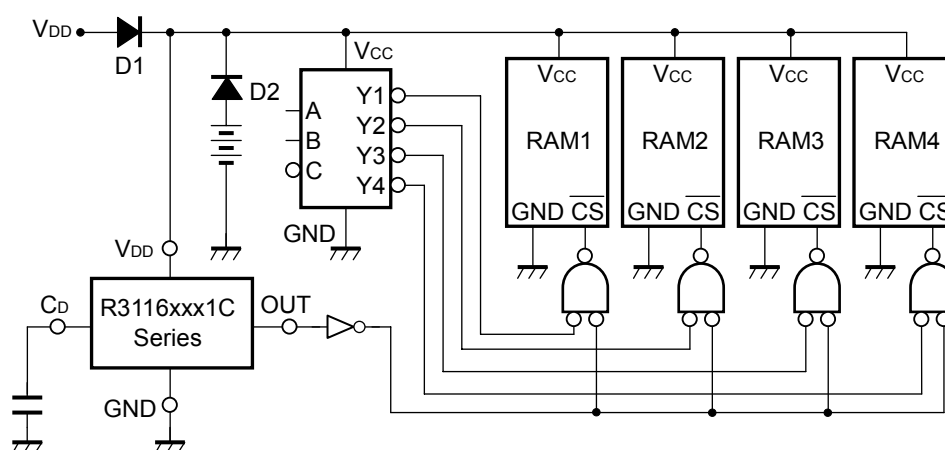 VDD
D1
D2
VCC
A
B
C
Y1
Y2
Y3
Y4
GND
VCC
RAM1
GND CS
VCC
RAM2
GND CS
VCC
RAM3
GND CS
VCC
RAM4
GND CS
VDD
CD
R3116xxx1C
Series
OUT
GND